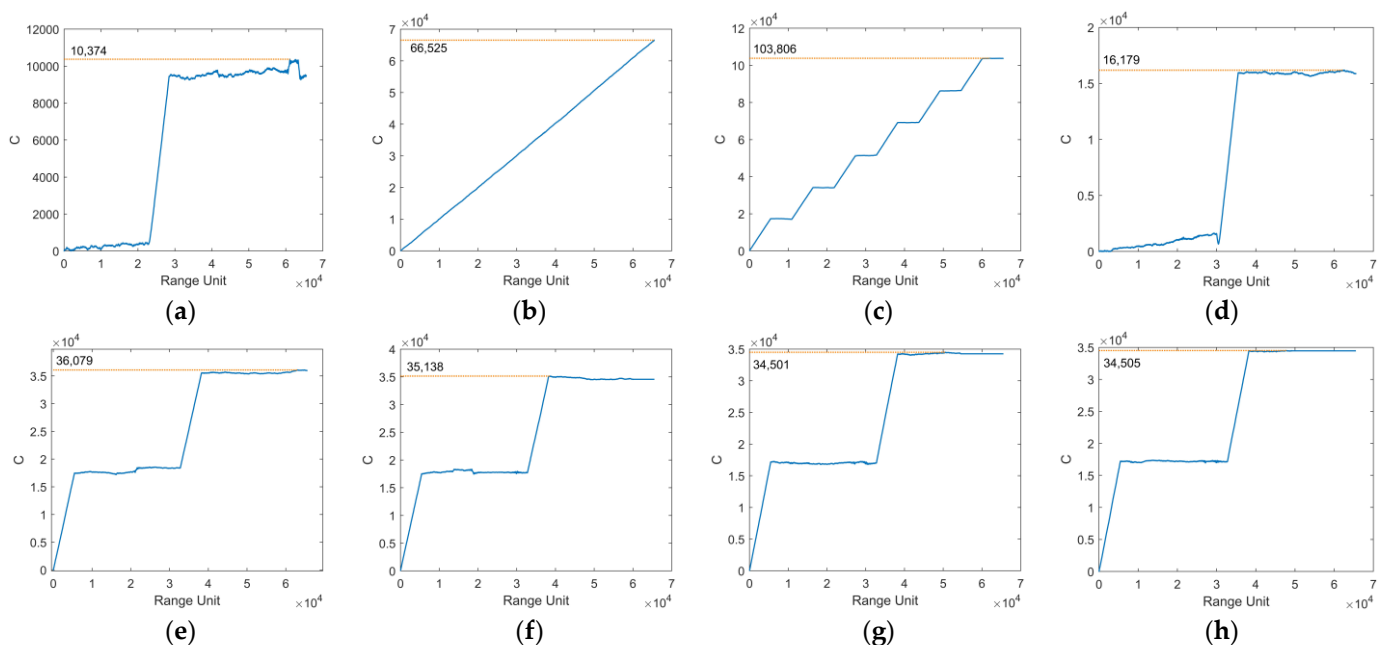 12000
10000
8000
6000
4000
2000
0
10,374
C
0 1 2 3 4 5 6 7
Range Unit
×10⁴
(a)
×10⁴
7
6
5
4
3
2
1
0
66,525
C
0 1 2 3 4 5 6 7
Range Unit
×10⁴
(b)
×10⁴
12
10
8
6
4
2
0
103,806
C
0 1 2 3 4 5 6 7
Range Unit
×10⁴
(c)
×10⁴
2
1.5
1
0.5
0
16,179
C
0 1 2 3 4 5 6 7
Range Unit
×10⁴
(d)
×10⁴
4
3.5
3
2.5
2
1.5
1
0.5
0
36,079
C
0 1 2 3 4 5 6 7
Range Unit
×10⁴
(e)
×10⁴
4
3.5
3
2.5
2
1.5
1
0.5
0
35,138
C
0 1 2 3 4 5 6 7
Range Unit
×10⁴
(f)
×10⁴
3.5
3
2.5
2
1.5
1
0.5
0
34,501
C
0 1 2 3 4 5 6 7
Range Unit
×10⁴
(g)
×10⁴
3.5
3
2.5
2
1.5
1
0.5
0
34,505
C
0 1 2 3 4 5 6 7
Range Unit
×10⁴
(h)